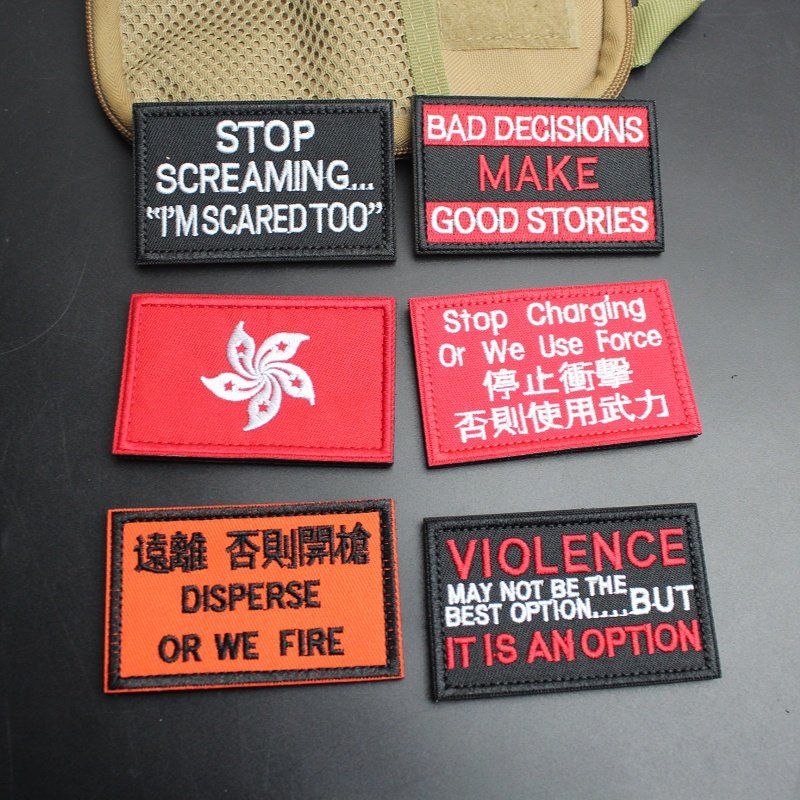 STOP
SCREAMING...
"I'M SCARED TOO"
BAD DECISIONS
MAKE
GOOD STORIES
Stop Charging
Or We Use Force
停止衝擊
否則使用武力
遠離 否則開槍
DISPERSE
OR WE FIRE
VIOLENCE
MAY NOT BE THE
BEST OPTION....BUT
IT IS AN OPTION